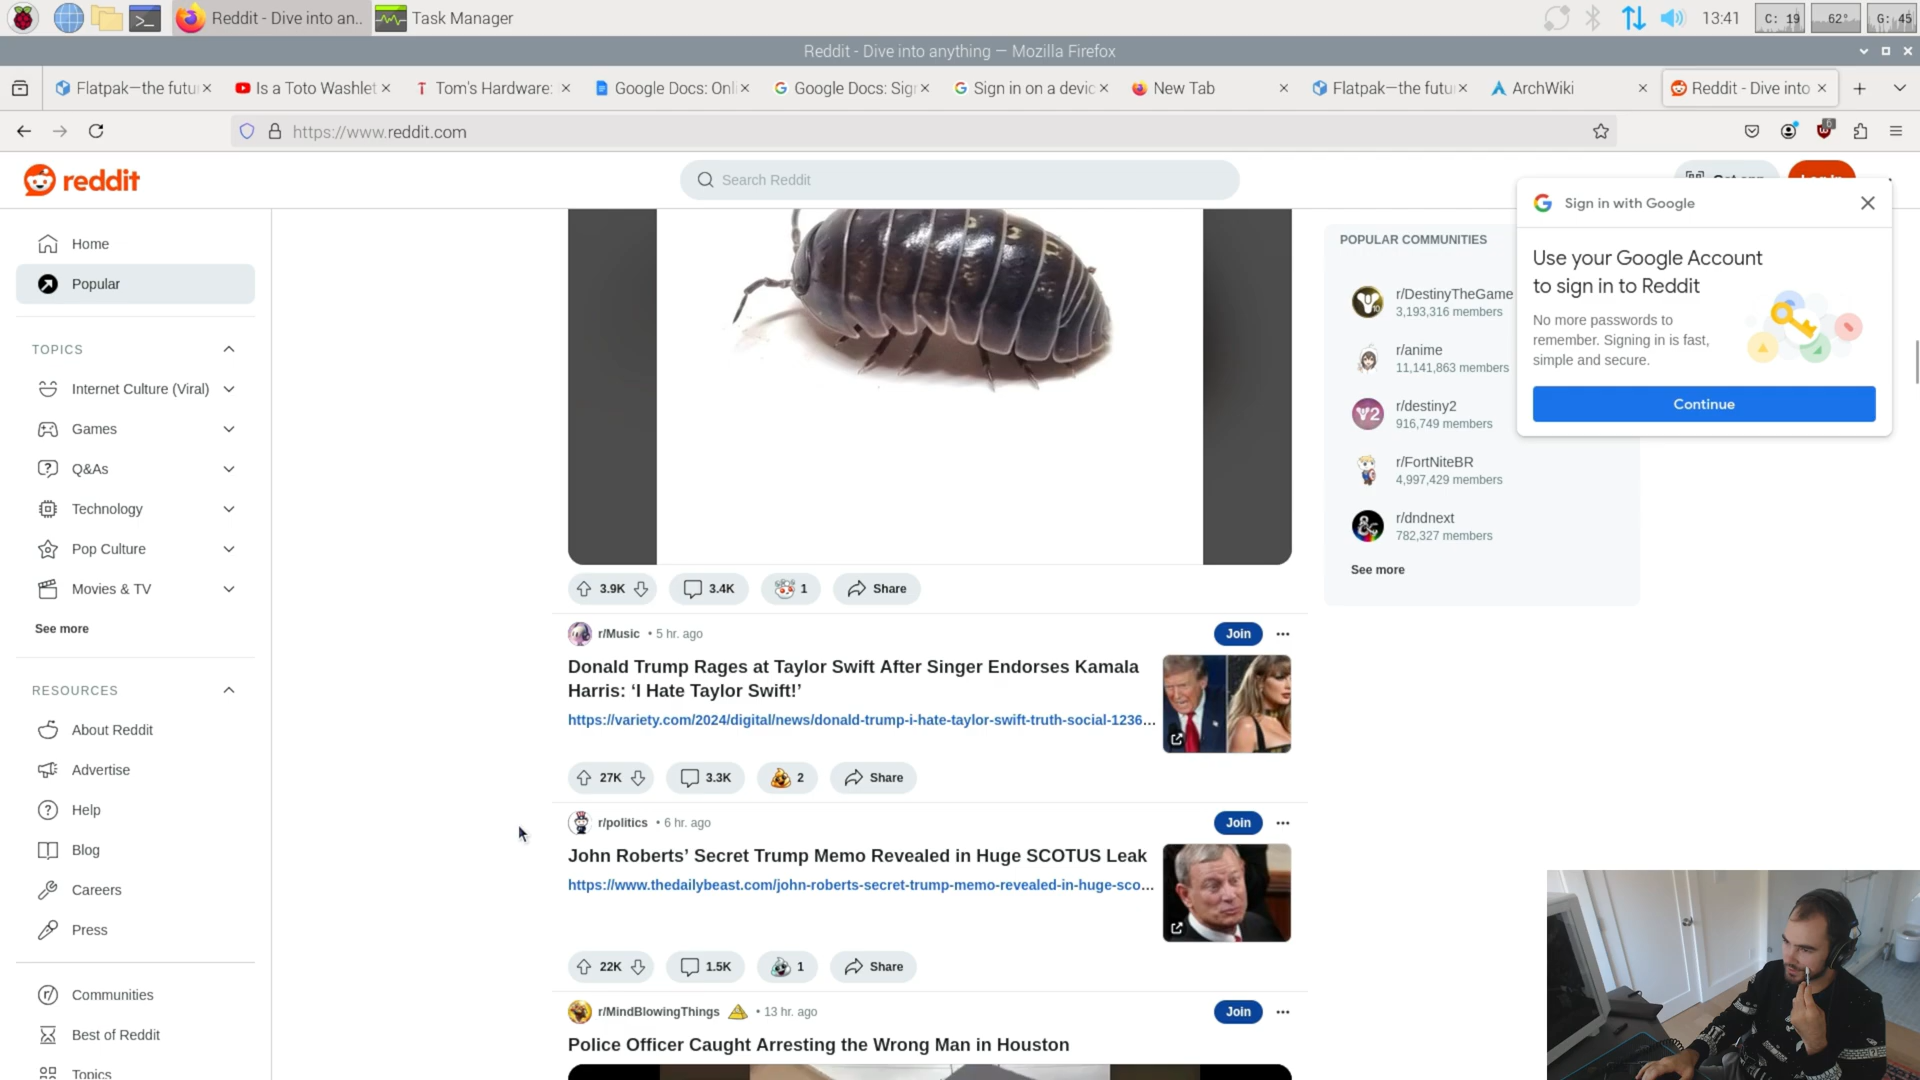 Reddit - Dive into an..
Task Manager
13:41
C: 19
62°
G: 45
Reddit - Dive into anything — Mozilla Firefox
Flatpak—the futu
Is a Toto Washlet
Tom's Hardware:
Google Docs: Onli
Google Docs: Sig
Sign in on a devic
New Tab
Flatpak—the futu
ArchWiki
Reddit - Dive into
https://www.reddit.com
6
reddit
Search Reddit
Sign in with Google
Use your Google Account
to sign in to Reddit
No more passwords to
remember. Signing in is fast,
simple and secure.
Continue
Home
Popular
TOPICS
Internet Culture (Viral)
Games
Q&As
Technology
Pop Culture
Movies & TV
See more
RESOURCES
About Reddit
Advertise
Help
Blog
Careers
Press
Communities
Best of Reddit
Topics
3.9K
3.4K
1
Share
r/Music • 5 hr. ago
Join
Donald Trump Rages at Taylor Swift After Singer Endorses Kamala
Harris: ‘I Hate Taylor Swift!’
https://variety.com/2024/digital/news/donald-trump-i-hate-taylor-swift-truth-social-1236...
27K
3.3K
2
Share
r/politics • 6 hr. ago
Join
John Roberts’ Secret Trump Memo Revealed in Huge SCOTUS Leak
https://www.thedailybeast.com/john-roberts-secret-trump-memo-revealed-in-huge-sco...
22K
1.5K
1
Share
r/MindBlowingThings • 13 hr. ago
Join
Police Officer Caught Arresting the Wrong Man in Houston
POPULAR COMMUNITIES
r/DestinyTheGame
3,193,316 members
r/anime
11,141,863 members
r/destiny2
916,749 members
r/FortNiteBR
4,997,429 members
r/dndnext
782,327 members
See more